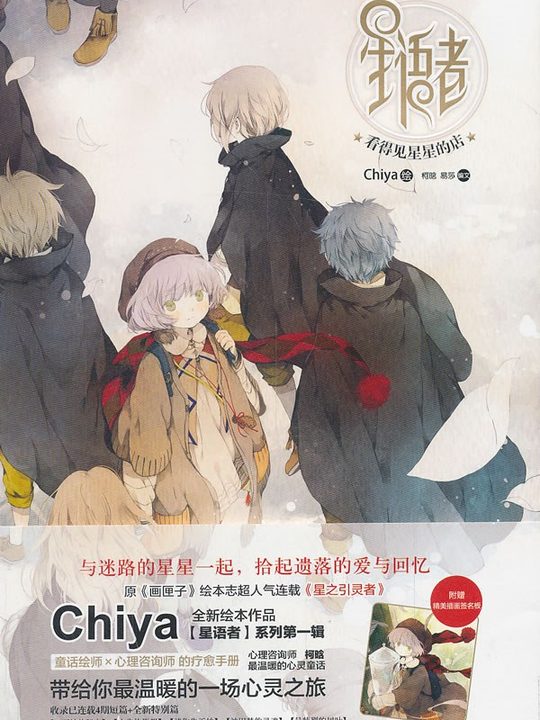 星语者
看得见星星的店
Chiya 绘 柯晗 易莎 编文
与迷路的星星一起，拾起遗落的爱与回忆
原《画匣子》绘本志超人气连载《星之引灵者》
Chiya
全新绘本作品
【星语者】系列第一辑
童话绘师×心理咨询师 的疗愈手册
心理咨询师 柯晗
最温暖的心灵童话
带给你最温暖的一场心灵之旅
收录已连载4期短篇+全新特别篇
附赠
精美插画签名板